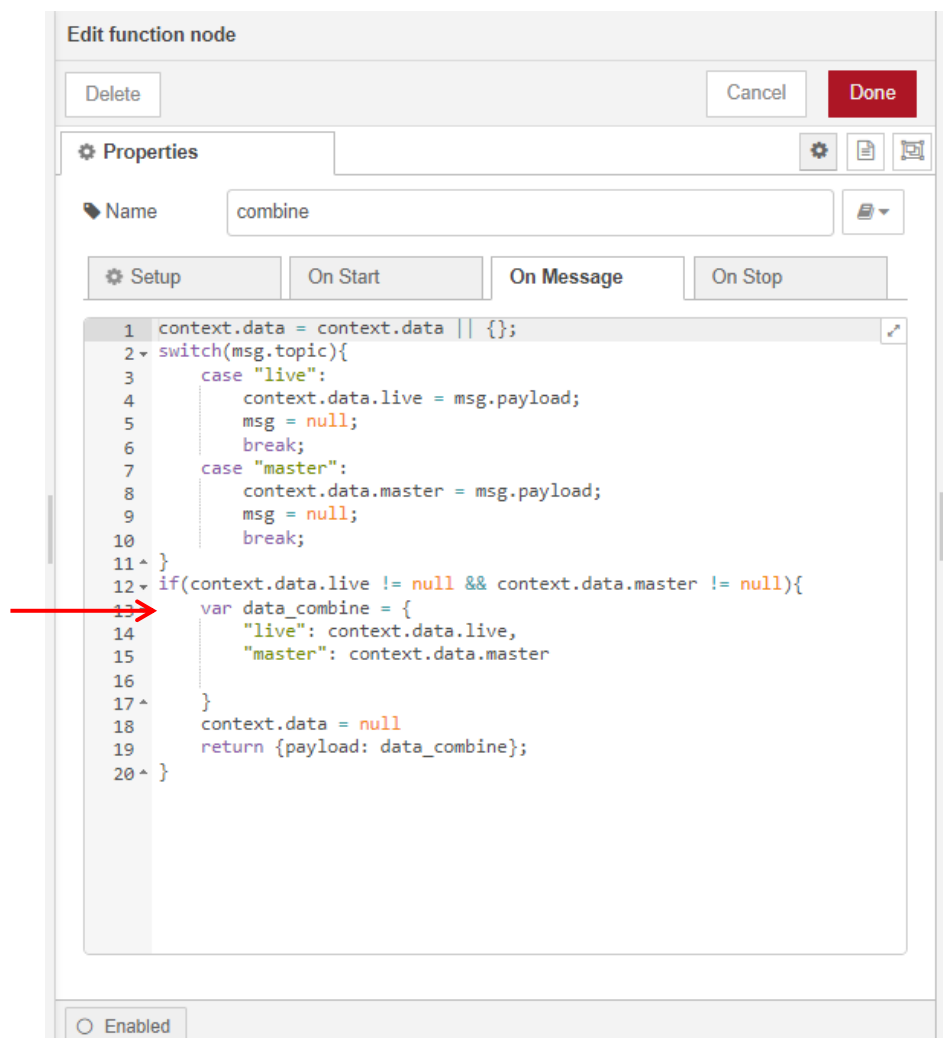 Edit function node
Delete
Cancel
Done
Properties
Name
combine
Setup
On Start
On Message
On Stop
1 context.data = context.data || {};
2 switch(msg.topic){
3 case "live":
4 context.data.live = msg.payload;
5 msg = null;
6 break;
7 case "master":
8 context.data.master = msg.payload;
9 msg = null;
10 break;
11 }
12 if(context.data.live != null && context.data.master != null){
13 var data_combine = {
14 "live": context.data.live,
15 "master": context.data.master
16
17 }
18 context.data = null
19 return {payload: data_combine};
20 }
Enabled